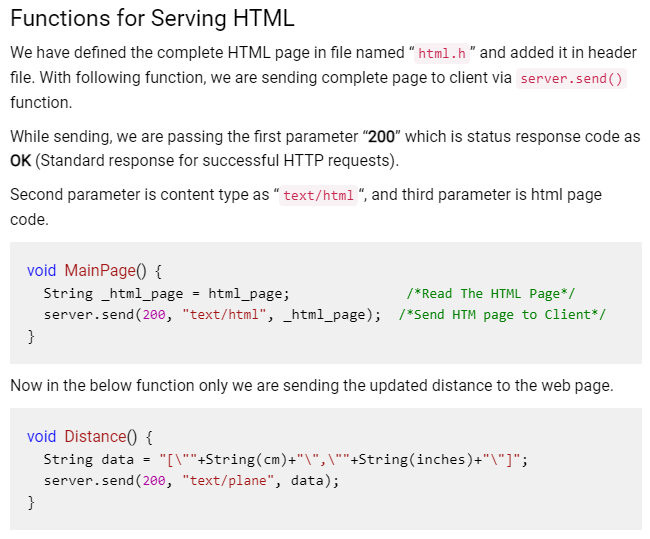 Functions for Serving HTML
We have defined the complete HTML page in file named “ html.h ” and added it in header
file. With following function, we are sending complete page to client via server.send()
function.
While sending, we are passing the first parameter “200” which is status response code as
OK (Standard response for successful HTTP requests).
Second parameter is content type as “ text/html “, and third parameter is html page
code.
void MainPage() {
  String _html_page = html_page;              /*Read The HTML Page*/
  server.send(200, "text/html", _html_page);  /*Send HTM page to Client*/
}
Now in the below function only we are sending the updated distance to the web page.
void Distance() {
  String data = "[\""+String(cm)+"\",\""+String(inches)+"\"]";
  server.send(200, "text/plane", data);
}